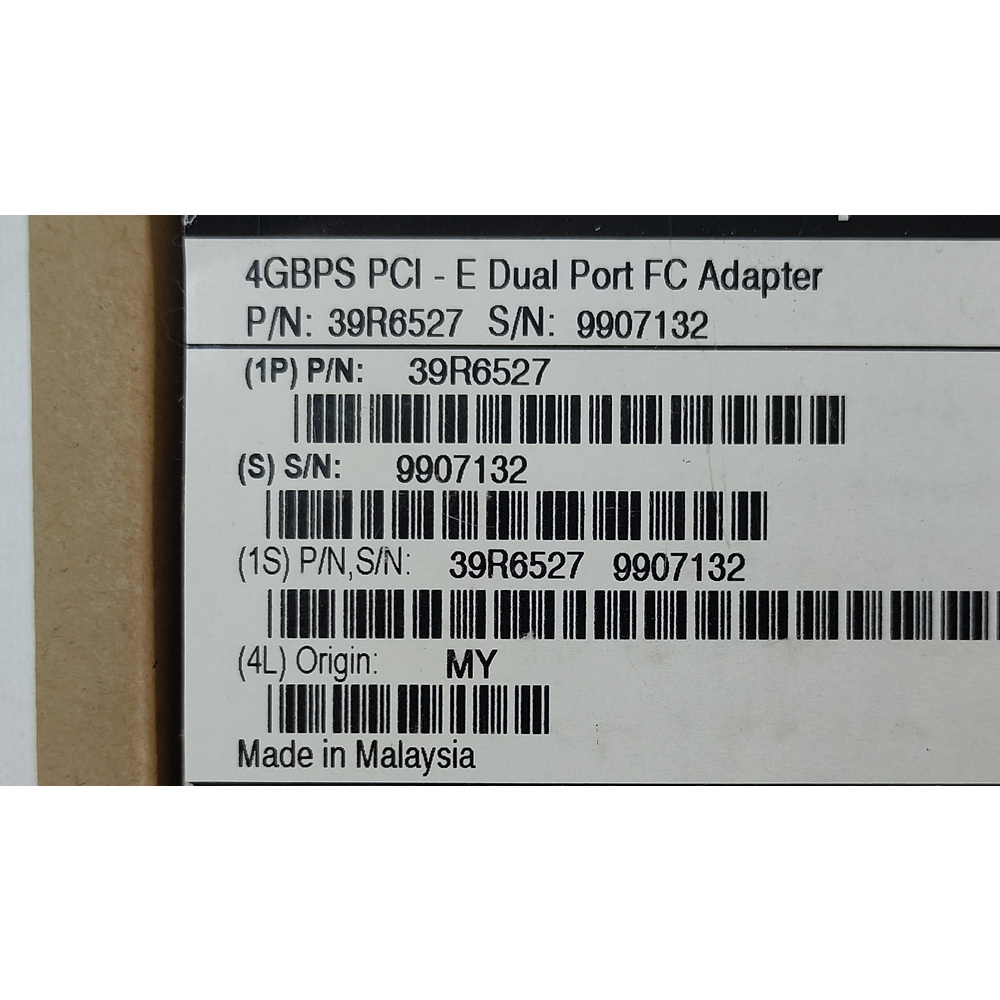 4GBPS PCI - E Dual Port FC Adapter
P/N: 39R6527 S/N: 9907132
(1P) P/N: 39R6527
(S) S/N: 9907132
(1S) P/N,S/N: 39R6527 9907132
(4L) Origin: MY
Made in Malaysia